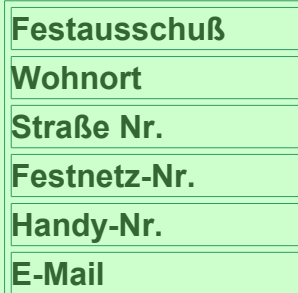 Festausschuß
Wohnort
Straße Nr.
Festnetz-Nr.
Handy-Nr.
E-Mail